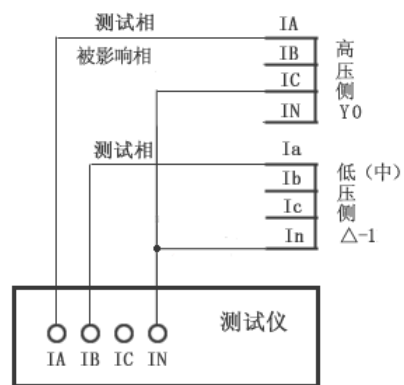 测试相
IA
被影响相
IB
IC
IN
高压侧
Y0
测试相
Ia
Ib
Ic
In
低（中）
压
侧
△-1
测试仪
IA IB IC IN